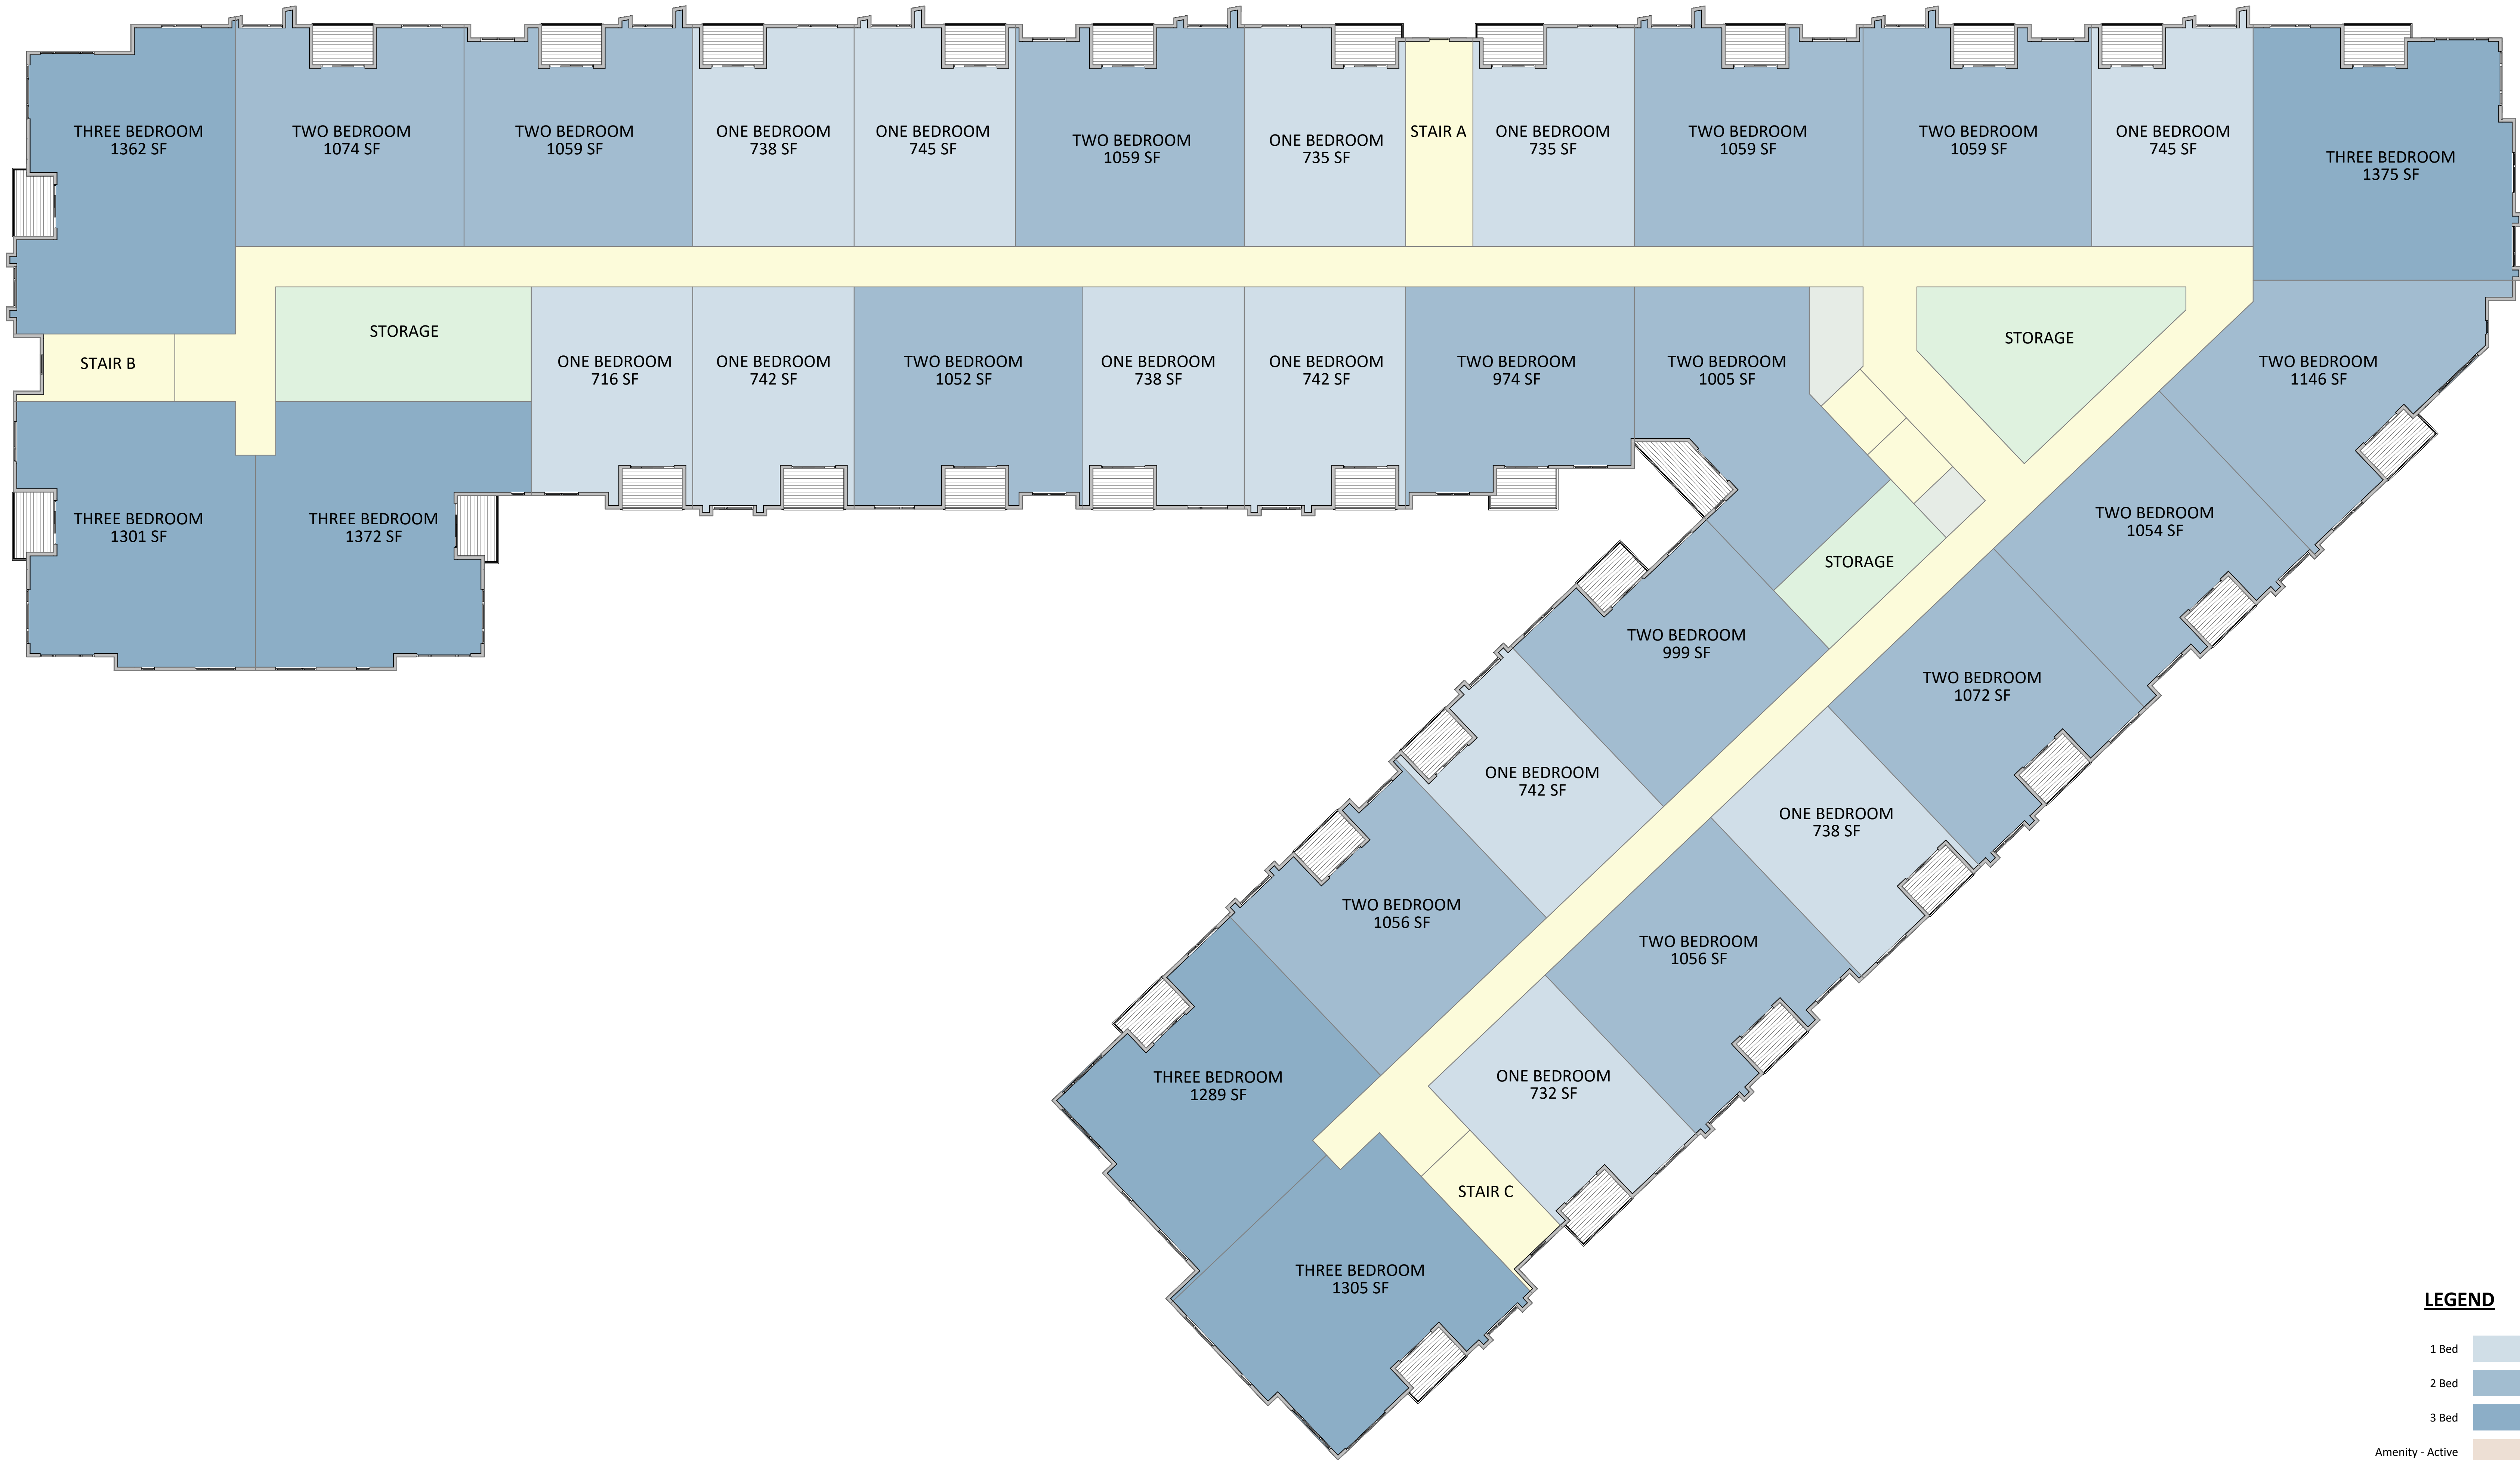 THREE BEDROOM
1362 SF
TWO BEDROOM
1074 SF
TWO BEDROOM
1059 SF
ONE BEDROOM
738 SF
ONE BEDROOM
745 SF
TWO BEDROOM
1059 SF
ONE BEDROOM
735 SF
STAIR A
ONE BEDROOM
735 SF
TWO BEDROOM
1059 SF
TWO BEDROOM
1059 SF
ONE BEDROOM
745 SF
THREE BEDROOM
1375 SF
STAIR B
STORAGE
ONE BEDROOM
716 SF
ONE BEDROOM
742 SF
TWO BEDROOM
1052 SF
ONE BEDROOM
738 SF
ONE BEDROOM
742 SF
TWO BEDROOM
974 SF
TWO BEDROOM
1005 SF
STORAGE
TWO BEDROOM
1146 SF
THREE BEDROOM
1301 SF
THREE BEDROOM
1372 SF
TWO BEDROOM
1054 SF
STORAGE
TWO BEDROOM
999 SF
TWO BEDROOM
1072 SF
ONE BEDROOM
742 SF
ONE BEDROOM
738 SF
TWO BEDROOM
1056 SF
TWO BEDROOM
1056 SF
THREE BEDROOM
1289 SF
ONE BEDROOM
732 SF
STAIR C
THREE BEDROOM
1305 SF
LEGEND
1 Bed
2 Bed
3 Bed
Amenity - Active